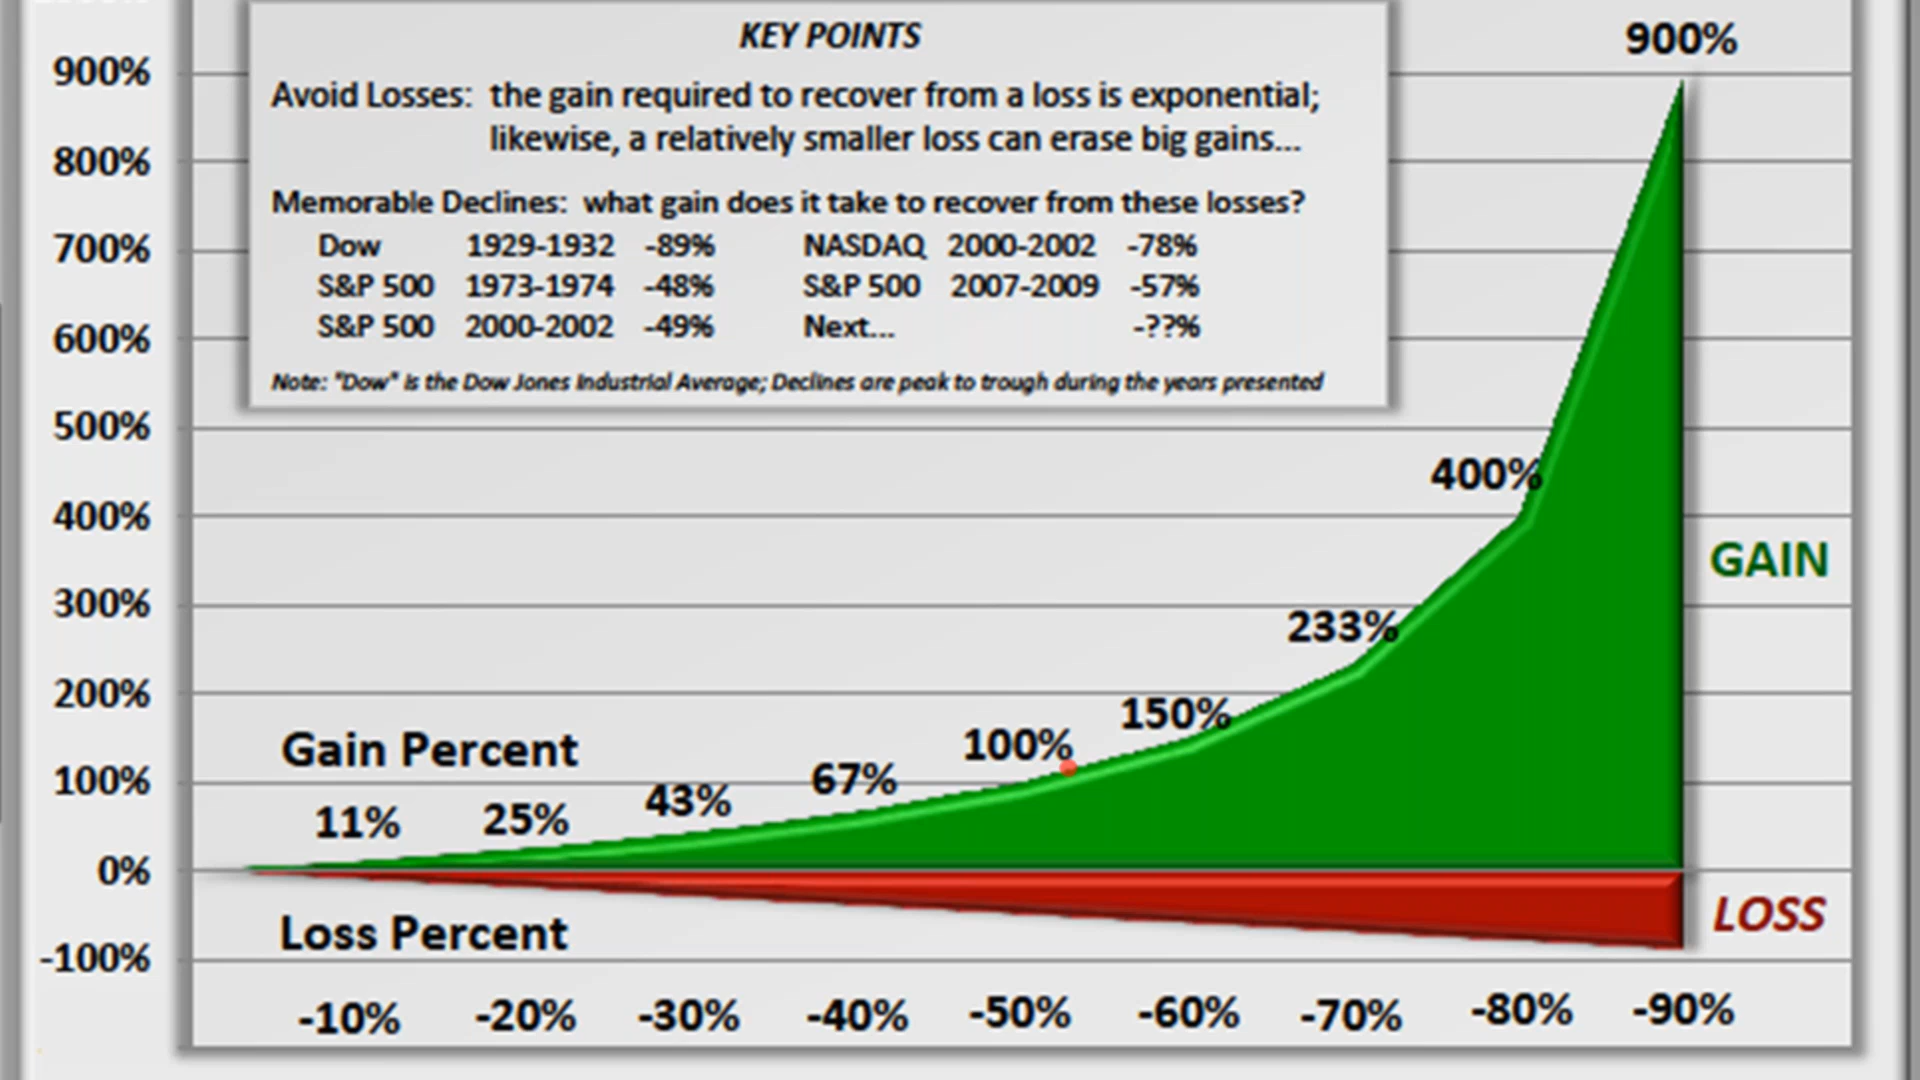 KEY POINTS
Avoid Losses: the gain required to recover from a loss is exponential;
likewise, a relatively smaller loss can erase big gains...
Memorable Declines: what gain does it take to recover from these losses?
Dow 1929-1932 -89% NASDAQ 2000-2002 -78%
S&P 500 1973-1974 -48% S&P 500 2007-2009 -57%
S&P 500 2000-2002 -49% Next... -??%
Note: "Dow" is the Dow Jones Industrial Average; Declines are peak to trough during the years presented
900%
800%
700%
600%
500%
400%
300%
200%
100%
0%
-100%
900%
400%
233%
150%
100%
67%
43%
25%
11%
Gain Percent
GAIN
Loss Percent
LOSS
-10% -20% -30% -40% -50% -60% -70% -80% -90%